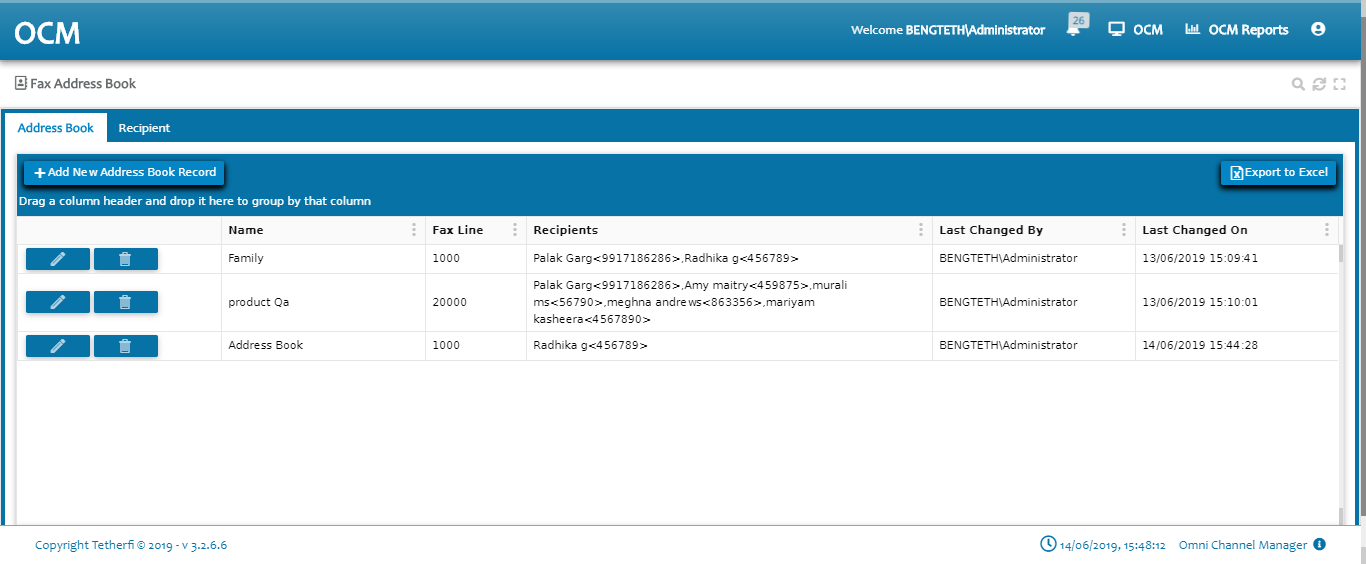 OCM
Welcome BENGTETH\Administrator
26
OCM
OCM Reports
Fax Address Book
Address Book
Recipient
Add New Address Book Record
Export to Excel
Drag a column header and drop it here to group by that column
Name
Fax Line
Recipients
Last Changed By
Last Changed On
Family
1000
Palak Garg<9917186286>,Radhika g<456789>
BENGTETH\Administrator
13/06/2019 15:09:41
product Qa
20000
Palak Garg<9917186286>,Amy maitry<459875>,murali
ms<56790>,meghna andrews<863356>,mariyam
kasheera<4567890>
BENGTETH\Administrator
13/06/2019 15:10:01
Address Book
1000
Radhika g<456789>
BENGTETH\Administrator
14/06/2019 15:44:28
Copyright Tetherfi © 2019 - v 3.2.6.6
14/06/2019, 15:48:12
Omni Channel Manager